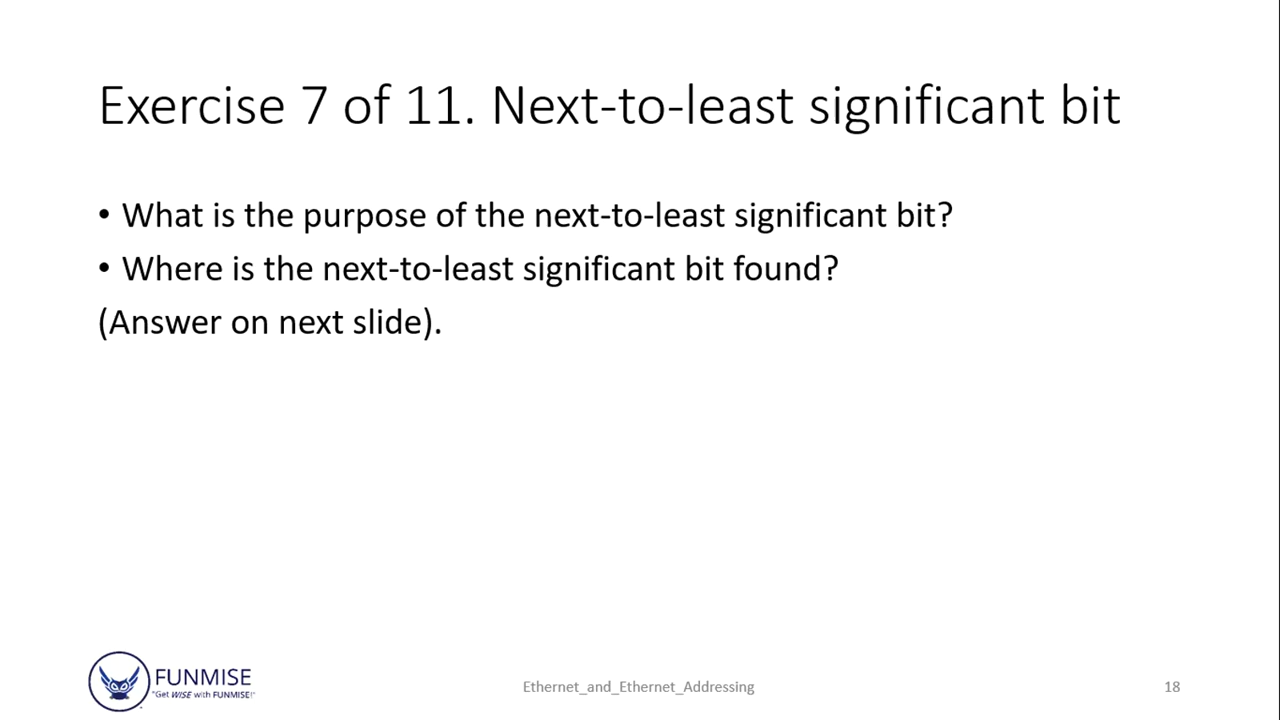 Exercise 7 of 11. Next-to-least significant bit
• What is the purpose of the next-to-least significant bit?
• Where is the next-to-least significant bit found?
(Answer on next slide).
FUNMISE
"Get WISE with FUNMISE!"
Ethernet_and_Ethernet_Addressing
18